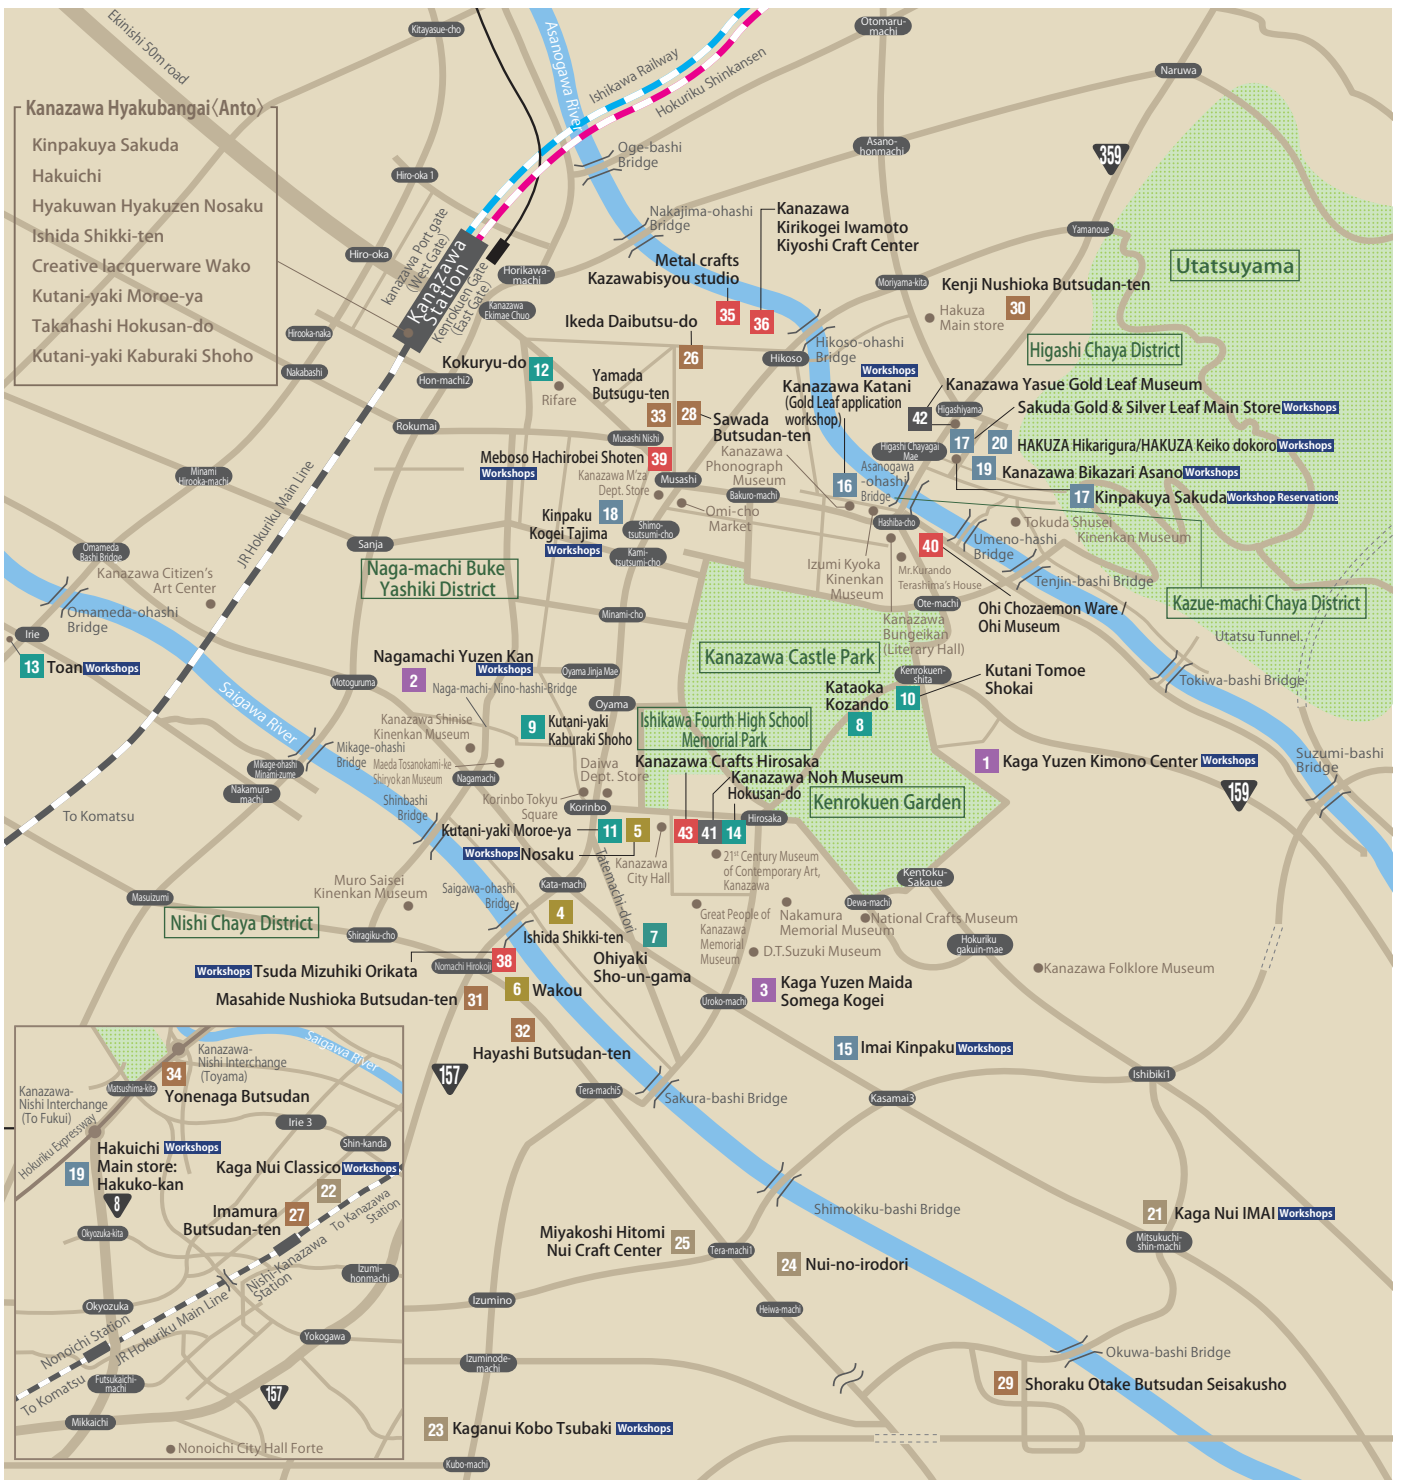 Ekinishi 50m road
Kitayasue-cho
Asanogawa River
Ishikawa Railway
Hokuriku Shinkansen
Otomaru-
machi
Naruwa
Kanazawa Hyakubangai〈Anto〉
Kinpakuya Sakuda
Hakuichi
Hyakuwan Hyakuzen Nosaku
Ishida Shikki-ten
Creative lacquerware Wako
Kutani-yaki Moroe-ya
Takahashi Hokusan-do
Kutani-yaki Kaburaki Shoho
Oge-bashi
Bridge
Asano-
honmachi
359
Hiro-oka 1
Hiro-oka
kanazawa Port gate
(West Gate)
Kanazawa
Station
Kenrokuen Gate
(East Gate)
Horikawa-
machi
Kanazawa
Ekimae Chuo
Nakajima-ohashi
Bridge
Kanazawa
Kirikogei Iwamoto
Kiyoshi Craft Center
Metal crafts
Kazawabisyou studio
35
36
Yamanoue
Utatsuyama
Moriyama-kita
Kenji Nushioka Butsudan-ten
30
Hakuza
Main store
Hirooka-naka
Nakabashi
Hon-machi2
Rokumai
Ikeda Daibutsu-do
26
Kokuryu-do
12
Rifare
Yamada
Butsugu-ten
33
28
Sawada
Butsudan-ten
Hikoso-ohashi
Bridge
Hikoso
Higashi Chaya District
Workshops
Kanazawa Katani
(Gold Leaf application
workshop)
16
Kanazawa Yasue Gold Leaf Museum
42
Higashiyama
Sakuda Gold & Silver Leaf Main Store Workshops
17
20
HAKUZA Hikarigura/HAKUZA Keiko dokoro Workshops
Higashi Chayagai
Mae
19
Kanazawa Bikazari Asano Workshops
17
Kinpakuya Sakuda Workshop Reservations
Musashi Nishi
Meboso Hachirobei Shoten
39
Workshops
Kanazawa M'za
Dept. Store
Musashi
Kanazawa
Phonograph
Museum
Bakuro-machi
Asanogawa
-ohashi
Bridge
Hashiba-cho
Minami
Hirooka-machi
JR Hokuriku Main Line
Kinpaku
Kogei Tajima
18
Workshops
Omi-cho
Market
Shimo-
tsutsumi-cho
Kami-
tsutsumi-cho
Tokuda Shusei
Kinenkan Museum
Umeno-hashi
Bridge
40
Mr.Kurando
Terashima's House
Tenjin-bashi Bridge
Izumi Kyoka
Kinenkan
Museum
Omameda
Bashi Bridge
Sanja
Naga-machi Buke
Yashiki District
Kanazawa Citizen's
Art Center
Omameda-ohashi
Bridge
Irie
13
Toan Workshops
Minami-cho
Ote-machi
Ohi Chozaemon Ware /
Ohi Museum
Kazue-machi Chaya District
Utatsu Tunnel
Kanazawa
Bungeikan
(Literary Hall)
Kanazawa Castle Park
Kenrokuen-
shita
Kutani Tomoe
Shokai
10
Kataoka
Kozando
8
Tokiwa-bashi Bridge
Saigawa River
Motoguruma
Nagamachi Yuzen Kan
Workshops
2
Naga-machi-Nino-hashi-Bridge
Oyama Jinja Mae
Oyama
Kanazawa Shinise
Kinenkan Museum
9
Kutani-yaki
Kaburaki Shoho
Ishikawa Fourth High School
Memorial Park
Mikage-ohashi
Bridge
Mikage-ohashi
Minami-zume
Maeda Tosanokami-ke
Shiryokan Museum
Nagamachi
Daiwa
Dept. Store
Kanazawa Crafts Hirosaka
Kanazawa Noh Museum
Hokusan-do
Kenrokuen Garden
1
Kaga Yuzen Kimono Center Workshops
159
Suzumi-bashi
Bridge
Nakamura-
machi
To Komatsu
Shinbashi
Bridge
Korinbo Tokyu
Square
Korinbo
Kutani-yaki Moroe-ya
11
5
Workshops Nosaku
Tatemachi-dori
Kanazawa
City Hall
43
41
14
Hirosaka
21st Century Museum
of Contemporary Art,
Kanazawa
Kentoku-
Sakaue
Dewa-machi
Muro Saisei
Kinenkan Museum
Masuizumi
Nishi Chaya District
Shiragiku-cho
Saigawa-ohashi
Bridge
Kata-machi
4
Ishida Shikki-ten
7
Ohiyaki
Sho-un-gama
Great People of
Kanazawa
Memorial
Museum
Nakamura
Memorial Museum
National Crafts Museum
D.T.Suzuki Museum
Hokuriku
gakuin-mae
Kanazawa Folklore Museum
38
Nomachi Hirokoji
Workshops Tsuda Mizuhiki Orikata
Masahide Nushioka Butsudan-ten
31
6
Wakou
32
Hayashi Butsudan-ten
Uroko-machi
3
Kaga Yuzen Maida
Somega Kogei
15
Imai Kinpaku Workshops
157
Tera-machi5
Sakura-bashi Bridge
Kasamai3
Ishibiki1
Saigawa River
Kanazawa-
Nishi Interchange
(Toyama)
34
Matsushima-kita
Yonenaga Butsudan
Kanazawa-
Nishi Interchange
(To Fukui)
Hokuriku Expressway
Irie 3
Shin-kanda
Hakuichi Workshops
Main store:
Hakuko-kan
19
8
Kaga Nui Classico Workshops
22
Imamura
Butsudan-ten
27
To Kanazawa
Station
Okyozuka-kita
Nishi-Kanazawa
Station
Izumi-
honmachi
Okyozuka
Nonoichi Station
JR Hokuriku Main Line
Yokogawa
Futsukaichi-
machi
To Komatsu
157
Mikkaichi
Nonoichi City Hall Forte
Shimokiku-bashi Bridge
21
Kaga Nui IMAI Workshops
Mitsukuchi-
shin-machi
Miyakoshi Hitomi
Nui Craft Center
25
Tera-machi1
24
Nui-no-irodori
Izumino
Heiwa-machi
Izuminode-
machi
Okuwa-bashi Bridge
29
Shoraku Otake Butsudan Seisakusho
23
Kaganui Kobo Tsubaki Workshops
Kubo-machi